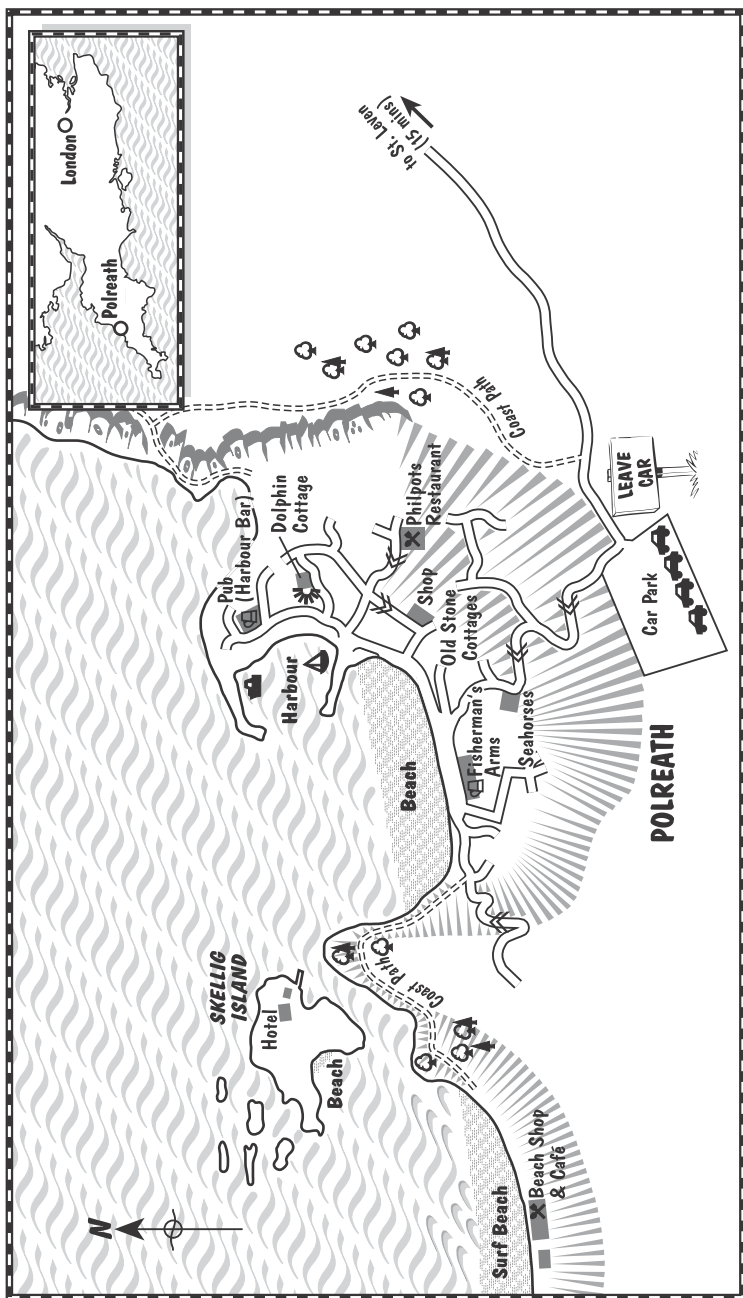 N
London
Polreath
SKELLIG
ISLAND
Hotel
Beach
Pub
(Harbour Bar)
Dolphin
Cottage
Harbour
to St. Leven
(15 mins)
Coast Path
Beach
Philpots
Restaurant
Shop
Old Stone
Cottages
Coast Path
Fisherman's
Arms
Seahorses
Surf Beach
Beach Shop
& Café
LEAVE
CAR
Car Park
POLREATH